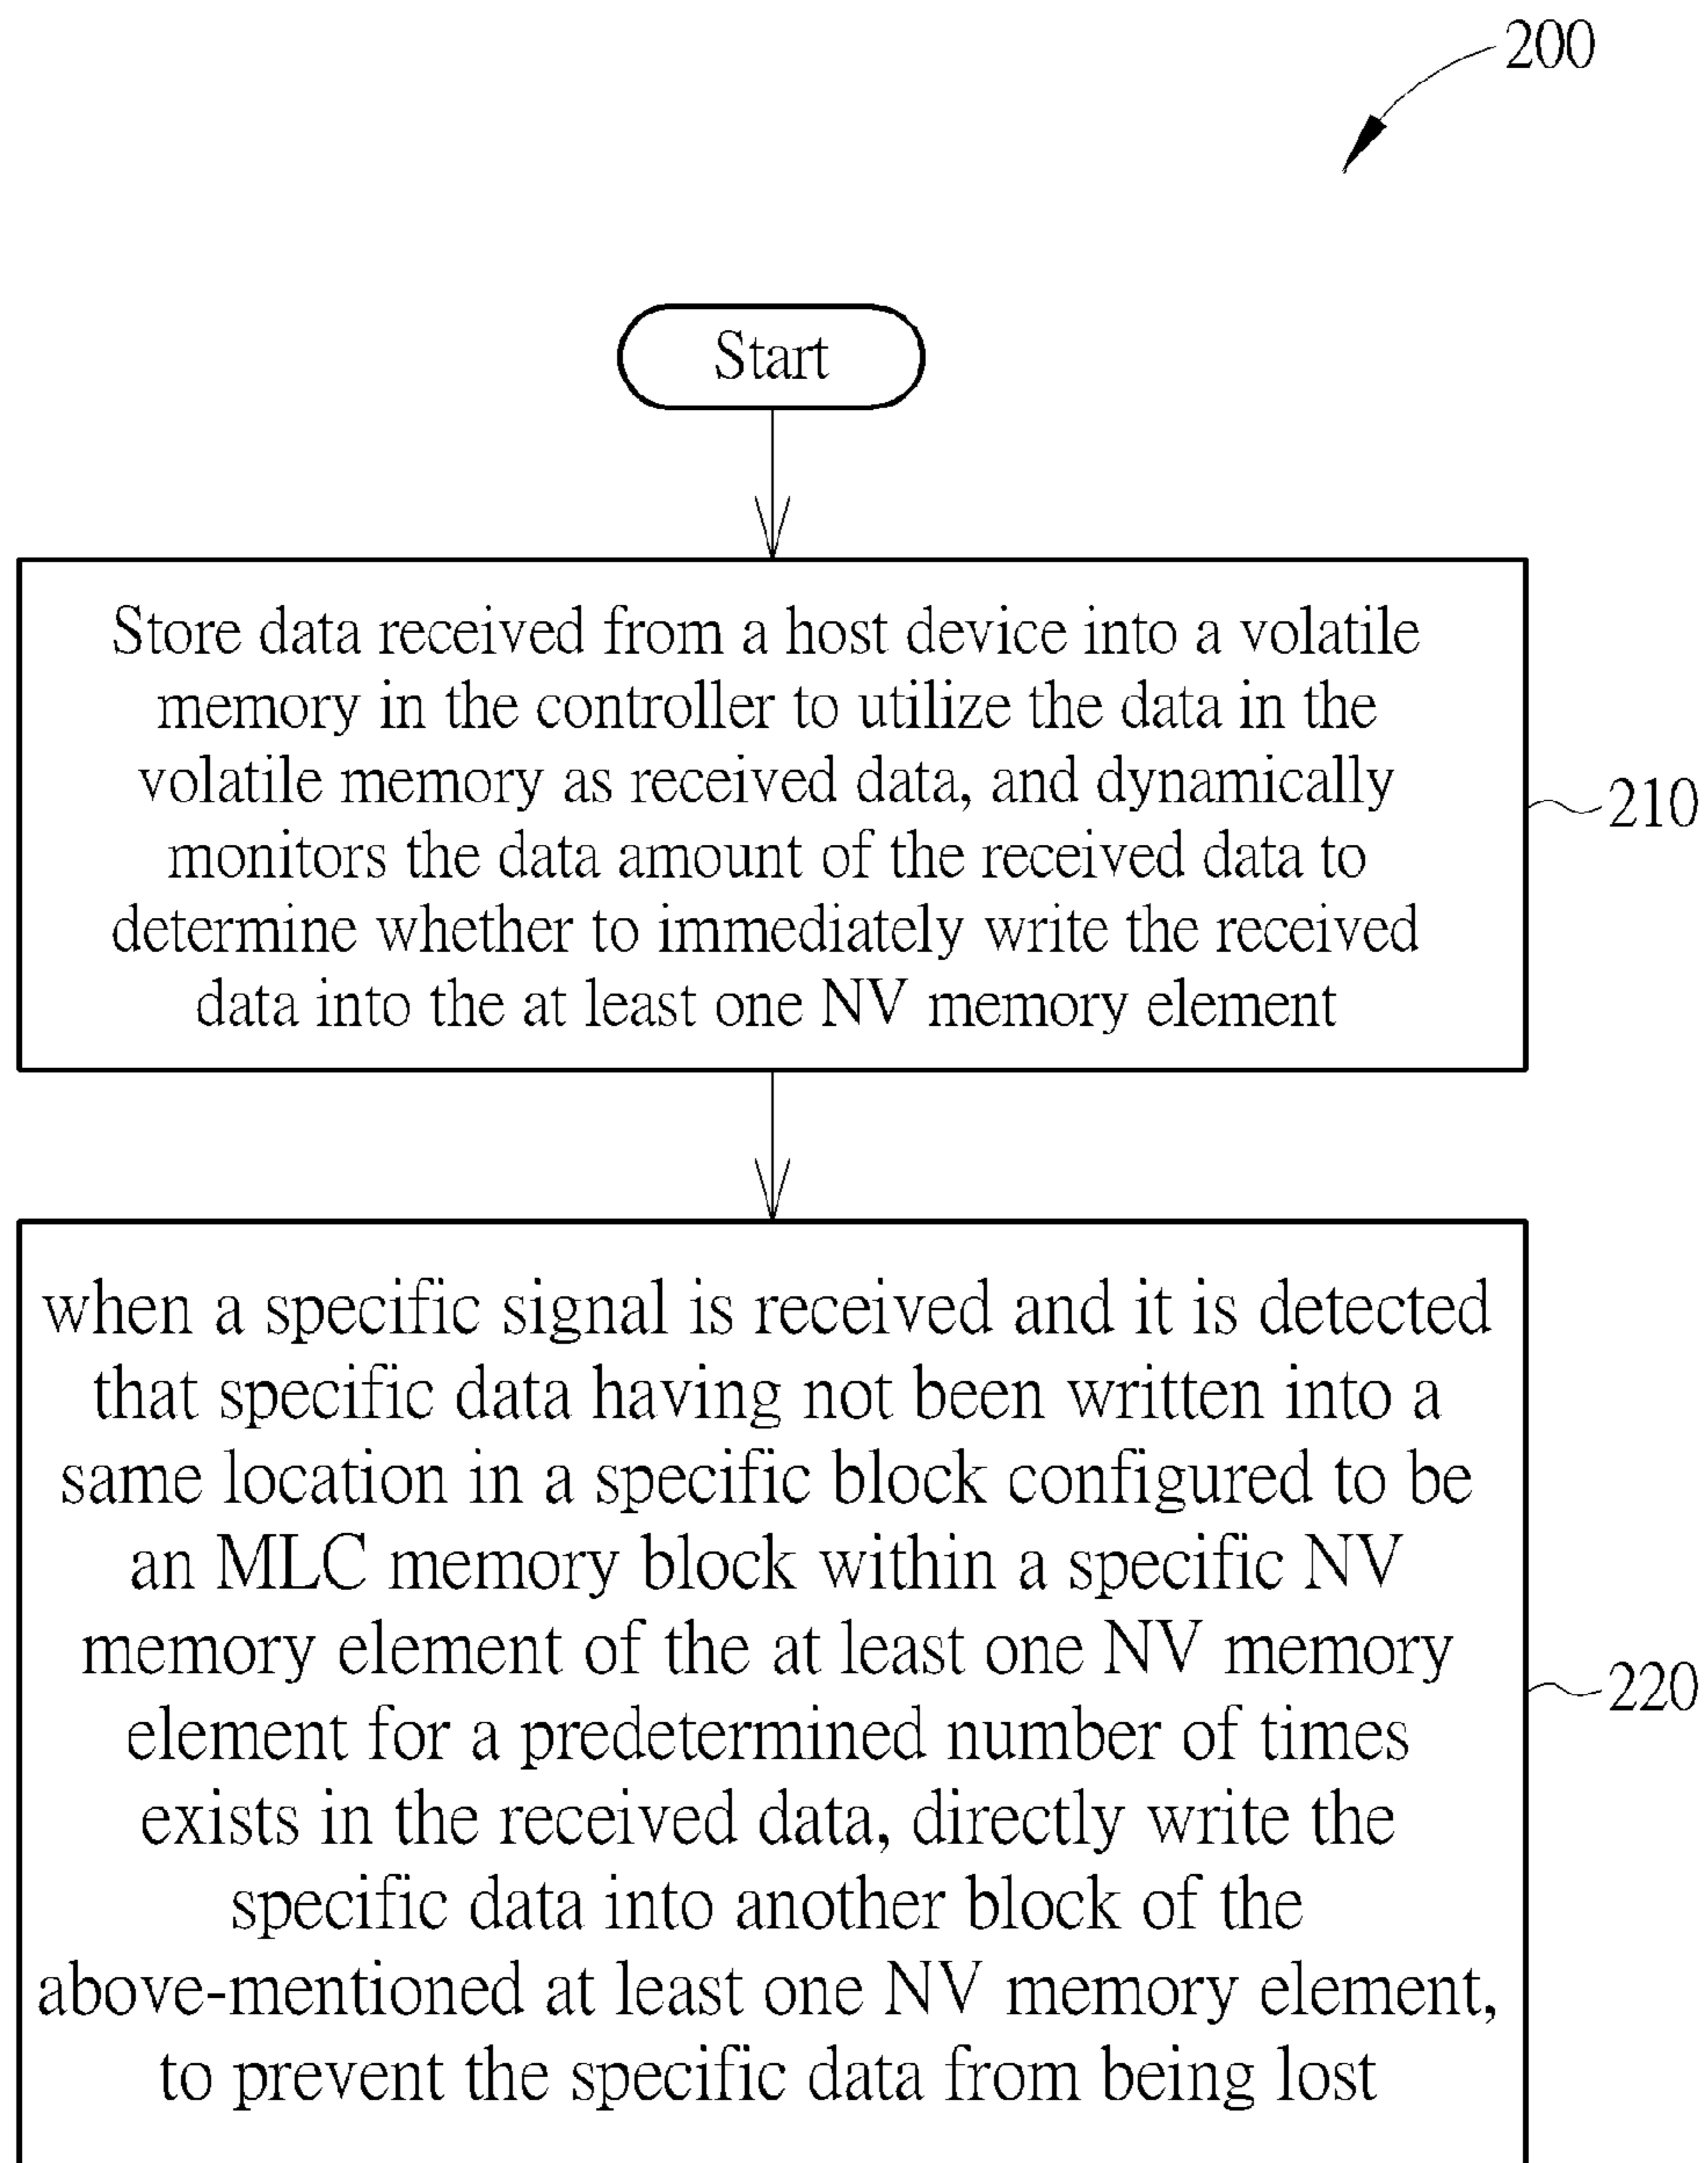 200
Start
Store data received from a host device into a volatile
memory in the controller to utilize the data in the
volatile memory as received data, and dynamically
monitors the data amount of the received data to
determine whether to immediately write the received
data into the at least one NV memory element
210
when a specific signal is received and it is detected
that specific data having not been written into a
same location in a specific block configured to be
an MLC memory block within a specific NV
memory element of the at least one NV memory
element for a predetermined number of times
exists in the received data, directly write the
specific data into another block of the
above-mentioned at least one NV memory element,
to prevent the specific data from being lost
220